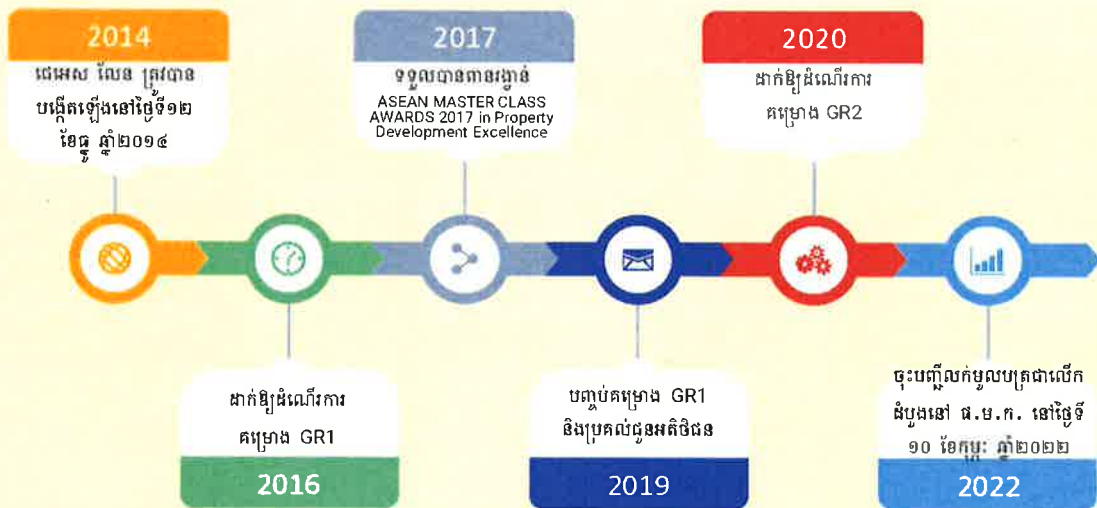 2014
ជេអេស លែន ត្រូវបាន
បង្កើតឡើងនៅថ្ងៃទី១២
ខែធ្នូ ឆ្នាំ២០១៤
2017
ទទួលបានពានរង្វាន់
ASEAN MASTER CLASS
AWARDS 2017 in Property
Development Excellence
2020
ដាក់ឱ្យដំណើរការ
គម្រោង GR2
ដាក់ឱ្យដំណើរការ
គម្រោង GR1
2016
បញ្ចប់គម្រោង GR1
និងប្រគល់ជូនអតិថិជន
2019
ចុះបញ្ជីលក់មូលបត្រជាលើក
ដំបូងនៅ ផ.ម.ក. នៅថ្ងៃទី
១០ ខែកុម្ភៈ ឆ្នាំ២០២២
2022